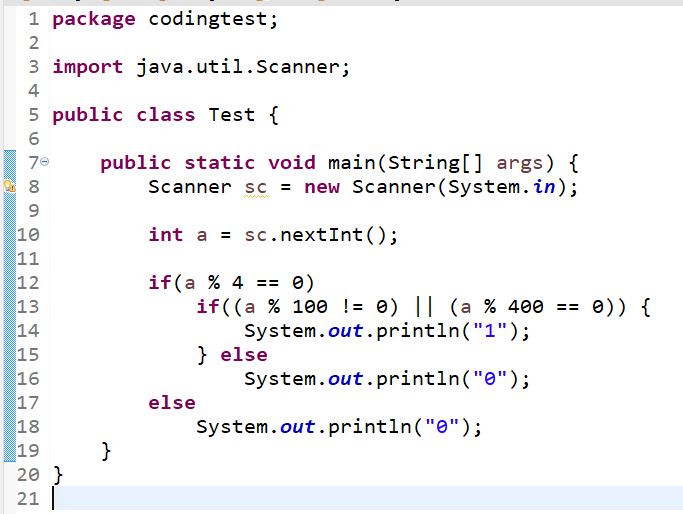 1 package codingtest;
2
3 import java.util.Scanner;
4
5 public class Test {
6
7     public static void main(String[] args) {
8         Scanner sc = new Scanner(System.in);
9
10         int a = sc.nextInt();
11
12         if(a % 4 == 0)
13             if((a % 100 != 0) || (a % 400 == 0)) {
14                 System.out.println("1");
15             } else
16                 System.out.println("0");
17         else
18             System.out.println("0");
19     }
20 }
21